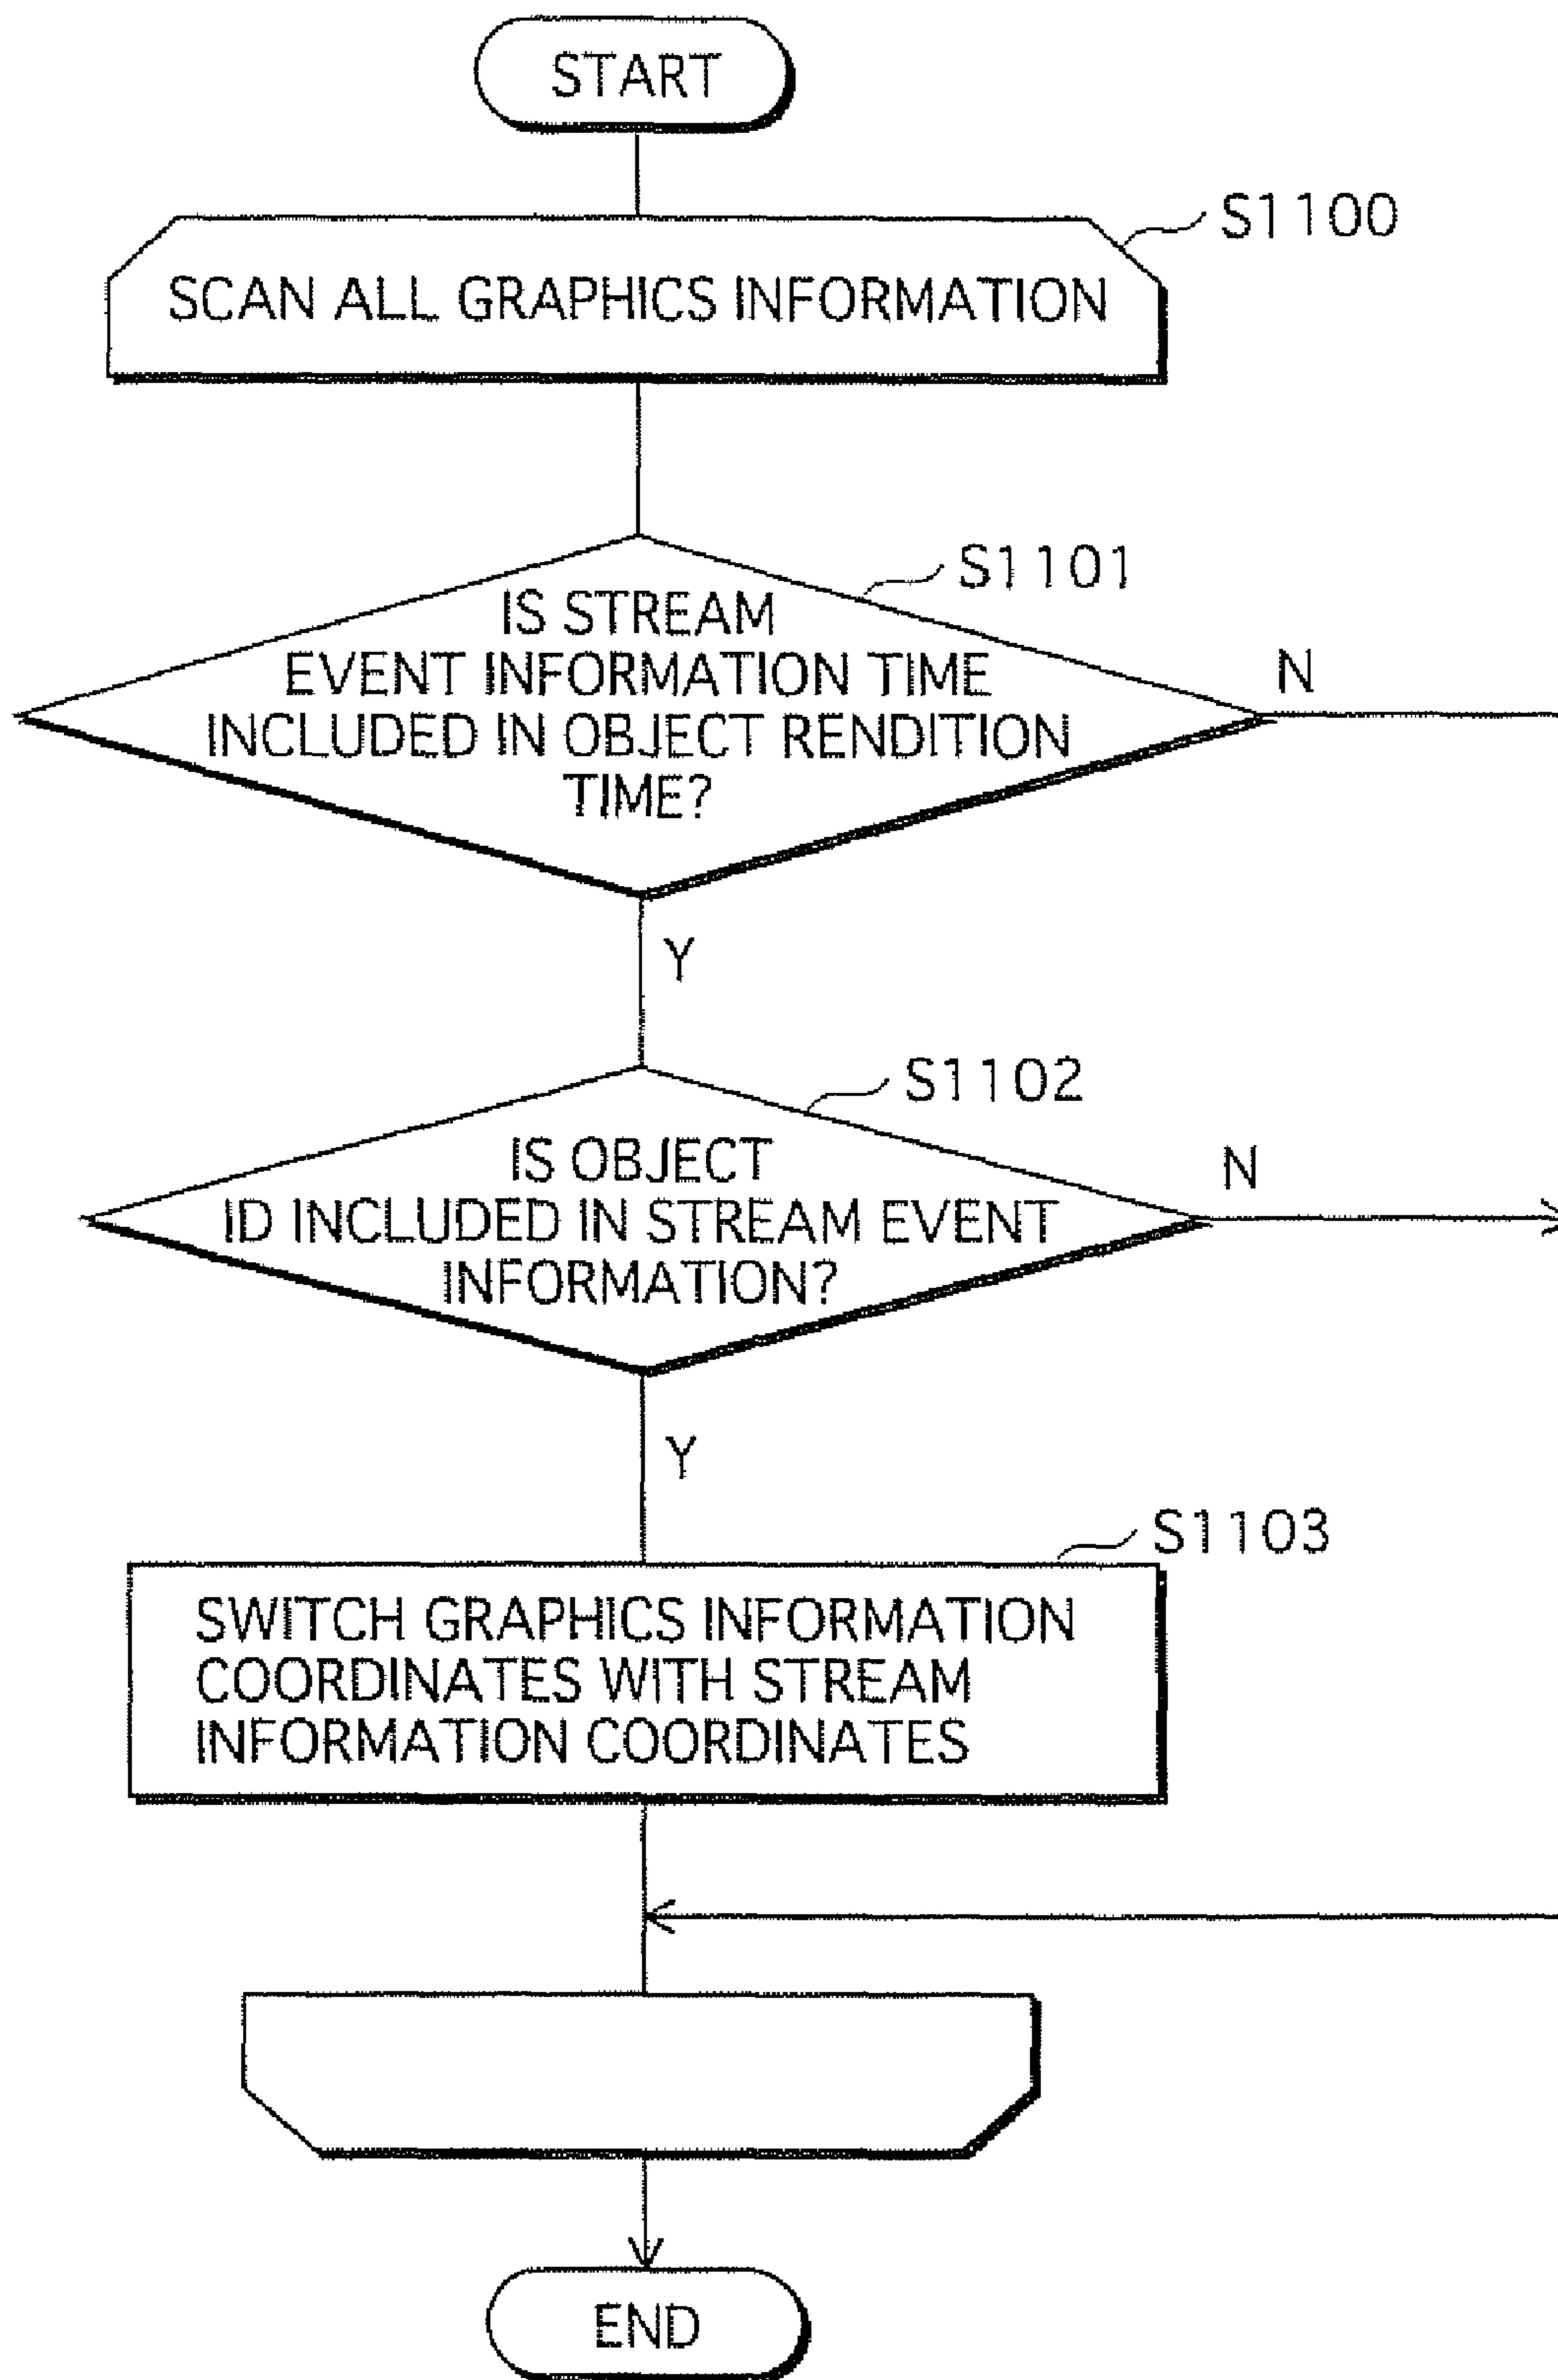 START
S1100
SCAN ALL GRAPHICS INFORMATION
S1101
IS STREAM
EVENT INFORMATION TIME
INCLUDED IN OBJECT RENDITION
TIME?
N
Y
S1102
IS OBJECT
ID INCLUDED IN STREAM EVENT
INFORMATION?
N
Y
S1103
SWITCH GRAPHICS INFORMATION
COORDINATES WITH STREAM
INFORMATION COORDINATES
END